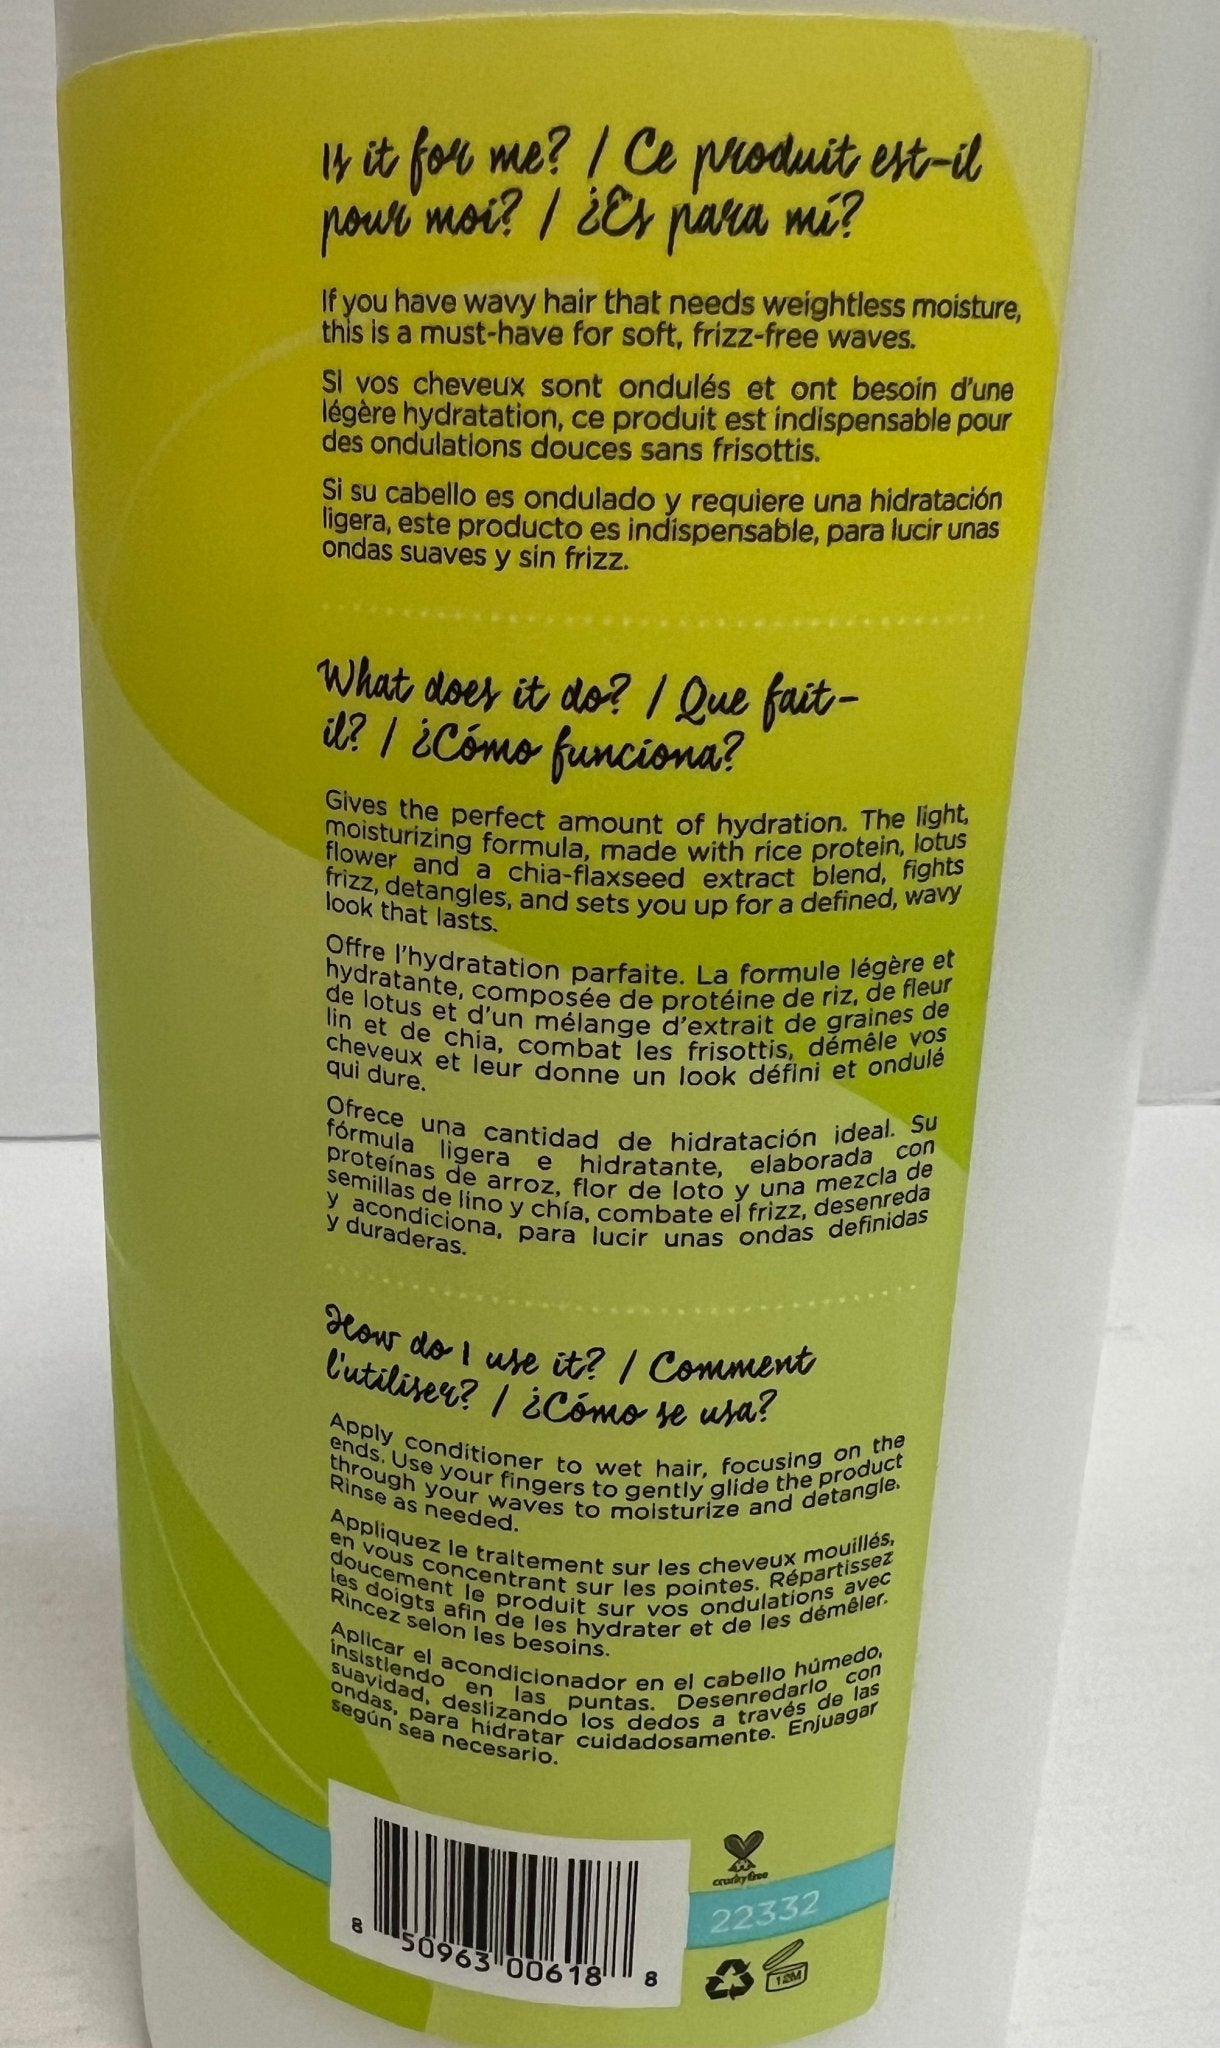 Is it for me? / Ce produit est-il
pour moi? / ¿Es para mí?
If you have wavy hair that needs weightless moisture,
this is a must-have for soft, frizz-free waves.
Si vos cheveux sont ondulés et ont besoin d'une
légère hydratation, ce produit est indispensable pour
des ondulations douces sans frisottis.
Si su cabello es ondulado y requiere una hidratación
ligera, este producto es indispensable, para lucir unas
ondas suaves y sin frizz.
What does it do? / Que fait-
il? / ¿Cómo funciona?
Gives the perfect amount of hydration. The light,
moisturizing formula, made with rice protein, lotus
flower and a chia-flaxseed extract blend, fights
frizz, detangles, and sets you up for a defined, wavy
look that lasts.
Offre l'hydratation parfaite. La formule légère et
hydratante, composée de protéine de riz, de fleur
de lotus et d'un mélange d'extrait de graines de
lin et de chia, combat les frisottis, démêle vos
cheveux et leur donne un look défini et ondulé
qui dure.
Ofrece una cantidad de hidratación ideal. Su
fórmula ligera e hidratante, elaborada con
proteínas de arroz, flor de loto y una mezcla de
semillas de lino y chía, combate el frizz, desenreda
y acondiciona, para lucir unas ondas definidas
y duraderas.
How do I use it? / Comment
l'utiliser? / ¿Cómo se usa?
Apply conditioner to wet hair, focusing on the
ends. Use your fingers to gently glide the product
through your waves to moisturize and detangle.
Rinse as needed.
Appliquez le traitement sur les cheveux mouillés,
en vous concentrant sur les pointes. Répartissez
doucement le produit sur vos ondulations avec
les doigts afin de les hydrater et de les démêler.
Rincez selon les besoins.
Aplicar el acondicionador en el cabello húmedo,
insistiendo en las puntas. Desenredarlo con
suavidad, deslizando los dedos a través de las
ondas, para hidratar cuidadosamente. Enjuagar
según sea necesario.
cruelty free
22332
8 50963 00618 8
12M